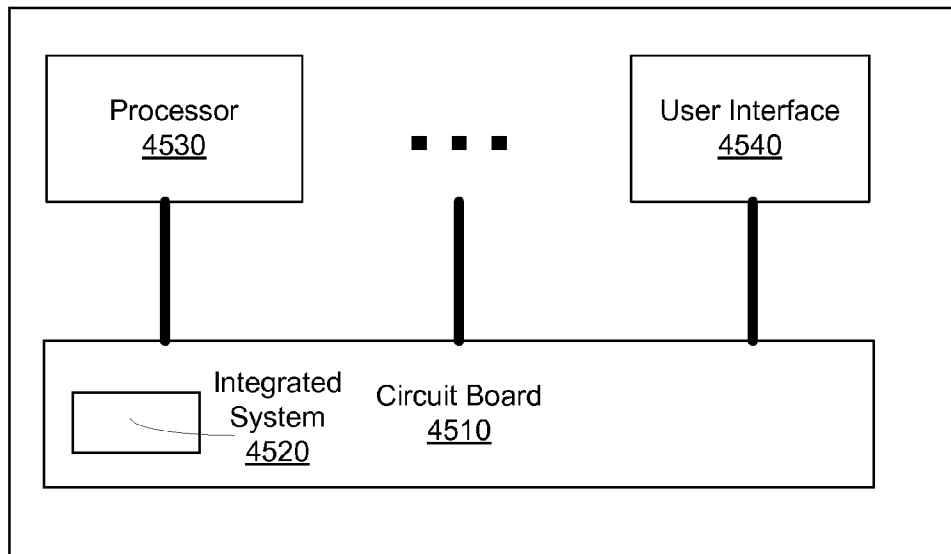 Processor
4530
User Interface
4540
Integrated
System
4520
Circuit Board
4510